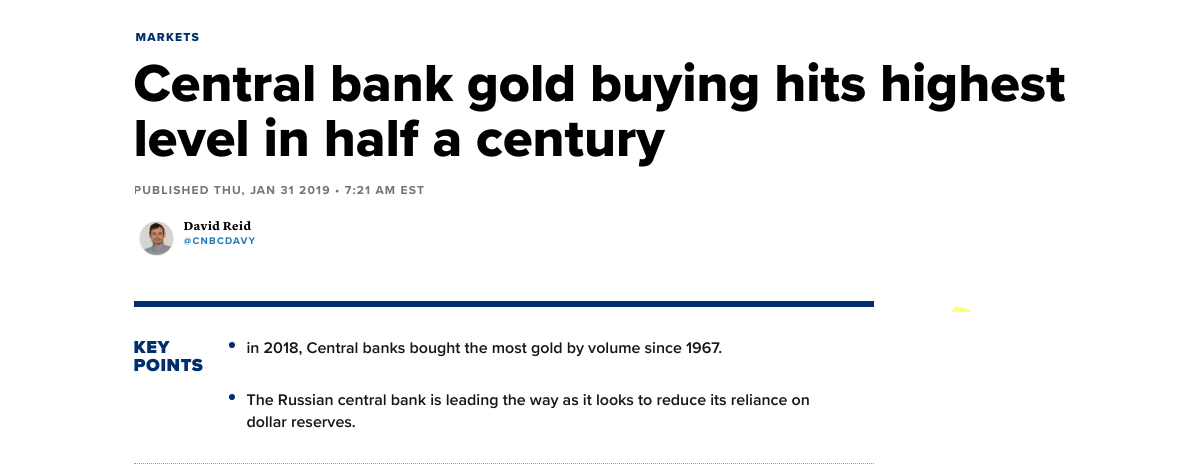 MARKETS
Central bank gold buying hits highest
level in half a century
PUBLISHED THU, JAN 31 2019 • 7:21 AM EST
David Reid
@CNBCDAVY
KEY
POINTS
• in 2018, Central banks bought the most gold by volume since 1967.
• The Russian central bank is leading the way as it looks to reduce its reliance on
dollar reserves.